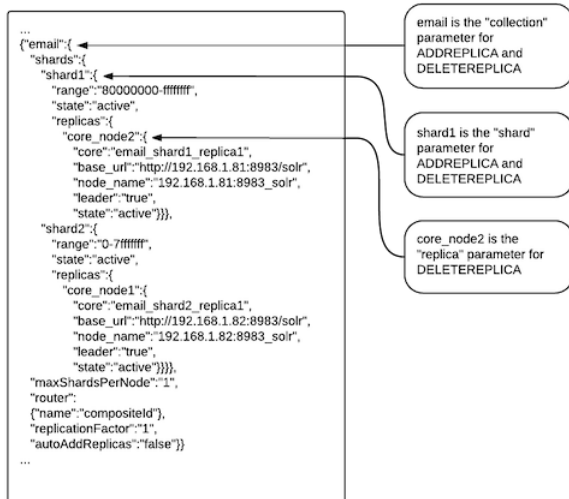 ...
{"email":{
"shards":{
"shard1":{
"range":"80000000-ffffffff",
"state":"active",
"replicas":{
"core_node2":{
"core":"email_shard1_replica1",
"base_url":"http://192.168.1.81:8983/solr",
"node_name":"192.168.1.81:8983_solr",
"leader":"true",
"state":"active"}}},
"shard2":{
"range":"0-7fffffff",
"state":"active",
"replicas":{
"core_node1":{
"core":"email_shard2_replica1",
"base_url":"http://192.168.1.82:8983/solr",
"node_name":"192.168.1.82:8983_solr",
"leader":"true",
"state":"active"}}}},
"maxShardsPerNode":"1",
"router":
{"name":"compositeId"},
"replicationFactor":"1",
"autoAddReplicas":"false"}}
...
email is the "collection"
parameter for
ADDREPLICA and
DELETEREPLICA
shard1 is the "shard"
parameter for
ADDREPLICA and
DELETEREPLICA
core_node2 is the
"replica" parameter for
DELETEREPLICA